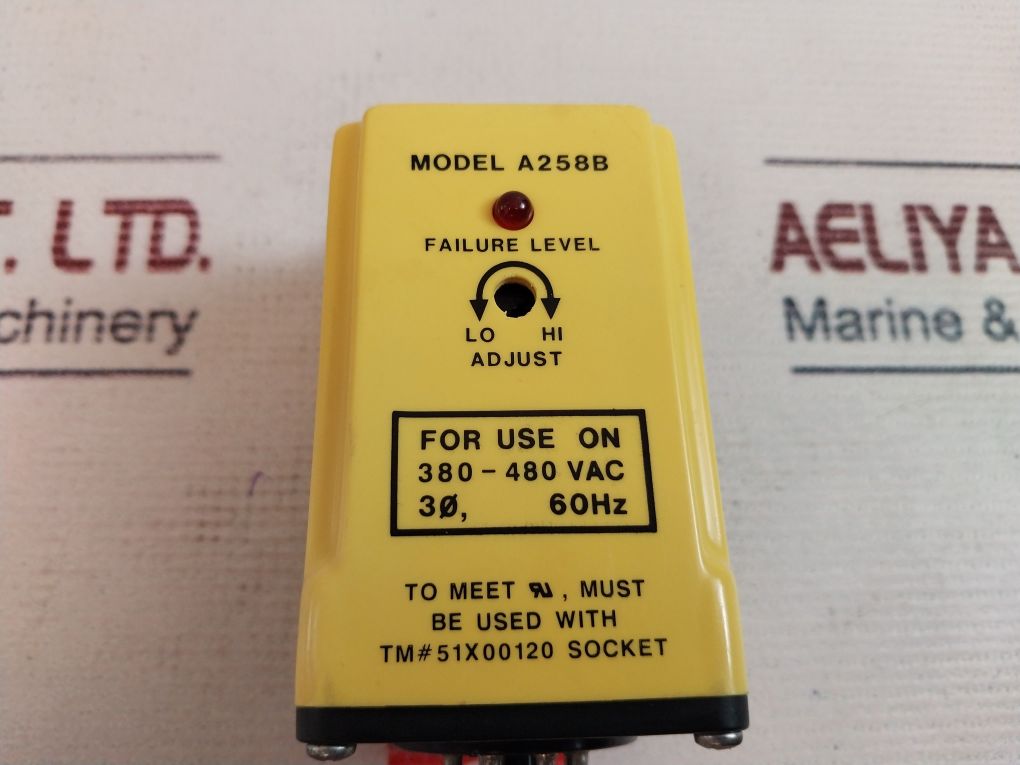 MODEL A258B
FAILURE LEVEL
LO HI
ADJUST
FOR USE ON
380-480 VAC
3Ø, 60Hz
TO MEET RU, MUST
BE USED WITH
TM#51X00120 SOCKET
LTD.
AELIYA
Marine &